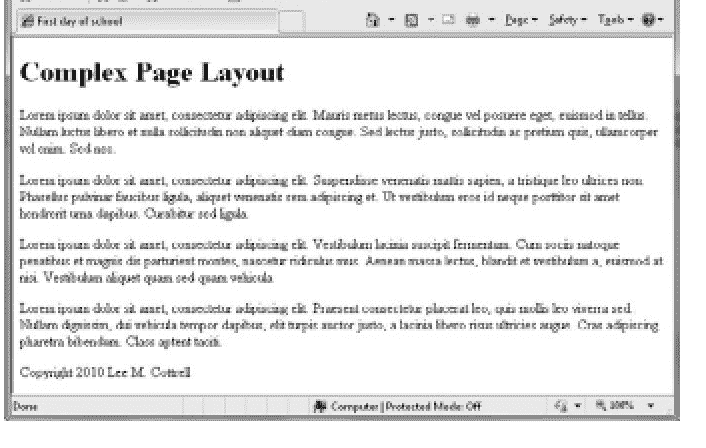 First day of school
Page Safety Tools
Complex Page Layout
Lorem ipsum dolor sit amet, consectetur adipiscing elit. Mauris metus lectus, congue vel posuere eget, euismod in tellus.
Nullam luctus libero et nulla sollicitudin non aliquet diam congue. Sed lectus justo, sollicitudin ac pretium quis, ullamcorper
vel enim. Sed nec.
Lorem ipsum dolor sit amet, consectetur adipiscing elit. Suspendisse venenatis mattis sapien, a tristique leo ultrices non.
Phasellus pulvinar faucibus ligula, aliquet venenatis sem adipiscing et. Ut vestibulum eros id neque porttitor sit amet
hendrerit urna dapibus. Curabitur sed ligula.
Lorem ipsum dolor sit amet, consectetur adipiscing elit. Vestibulum lacinia suscipit fermentum. Cum sociis natoque
penatibus et magnis dis parturient montes, nascetur ridiculus mus. Aenean massa lectus, blandit et vestibulum a, euismod at
nisi. Vestibulum aliquet quam sed quam vehicula.
Lorem ipsum dolor sit amet, consectetur adipiscing elit. Praesent consectetur placerat leo, quis mollis leo viverra sed.
Nullam dignissim, dui vehicula tempor dapibus, elit turpis auctor justo, a lacinia libero risus ultricies augue. Cras adipiscing
pharetra bibendum. Class aptent taciti.
Copyright 2010 Lee M. Cottrell
Done
Computer | Protected Mode: Off
100%